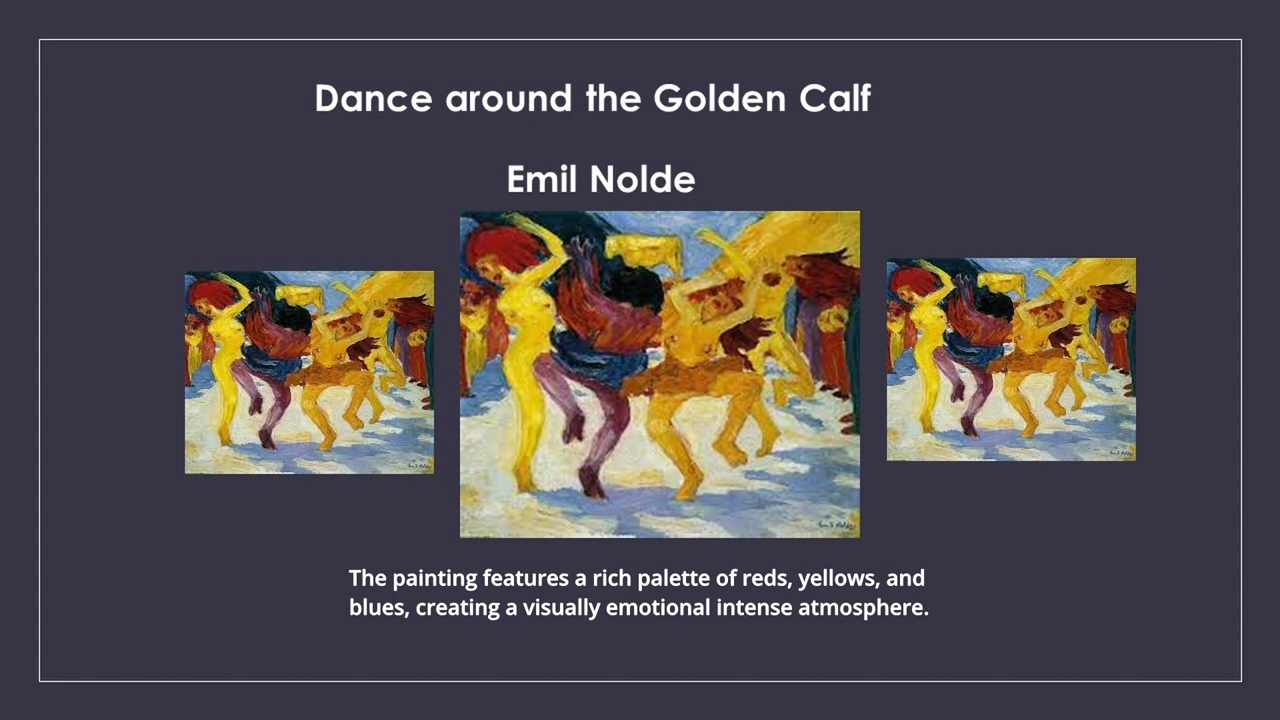 Dance around the Golden Calf
Emil Nolde
The painting features a rich palette of reds, yellows, and
blues, creating a visually emotional intense atmosphere.